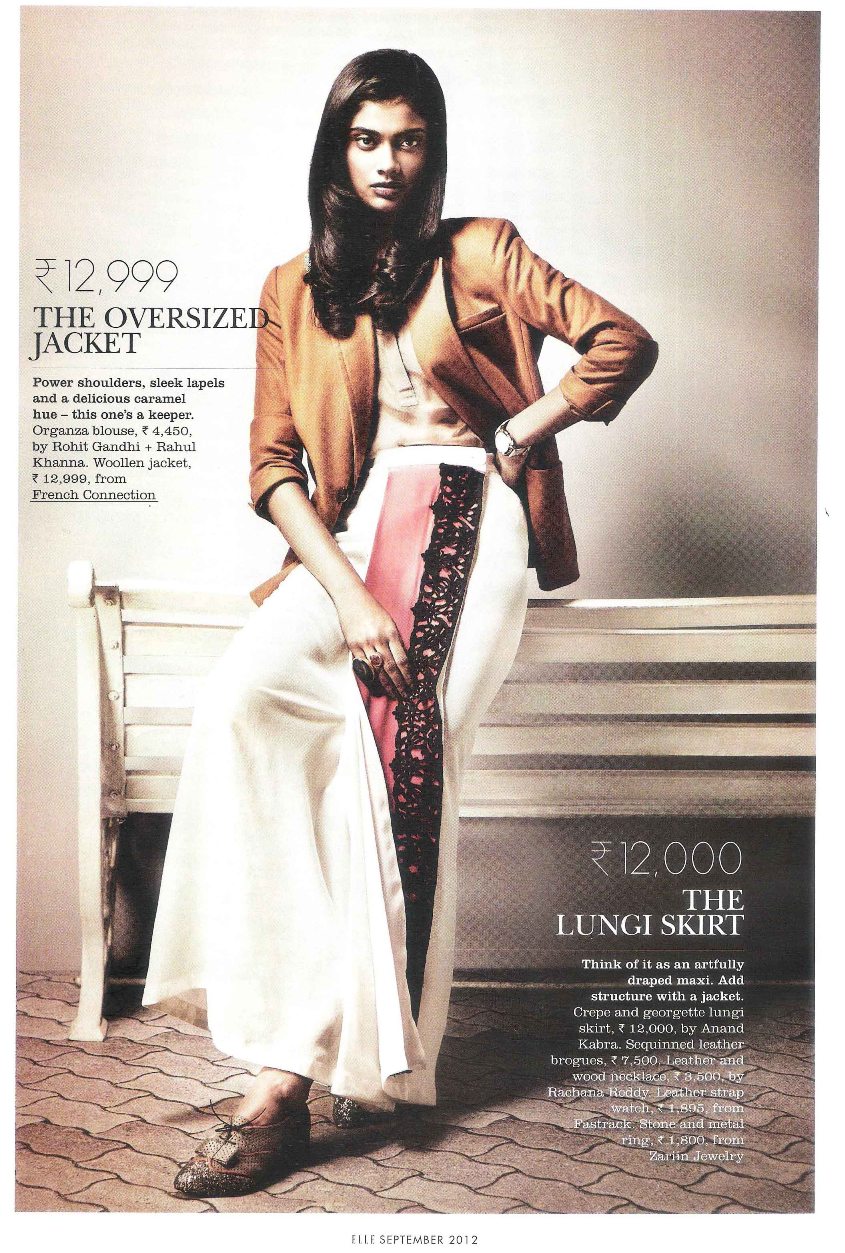 ₹12,999
THE OVERSIZED
JACKET
Power shoulders, sleek lapels
and a delicious caramel
hue – this one's a keeper.
Organza blouse, ₹ 4,450,
by Rohit Gandhi + Rahul
Khanna. Woollen jacket,
₹ 12,999, from
French Connection
₹12,000
THE
LUNGI SKIRT
Think of it as an artfully
draped maxi. Add
structure with a jacket.
Crepe and georgette lungi
skirt, ₹ 12,000, by Anand
Kabra. Sequinned leather
brogues, ₹ 7,500. Leather and
wood necklace, ₹ 3,500, by
Rachana Reddy. Leather strap
watch, ₹ 1,895, from
Fastrack. Stone and metal
ring, ₹ 1,800, from
Zariin Jewelry
ELLE SEPTEMBER 2012